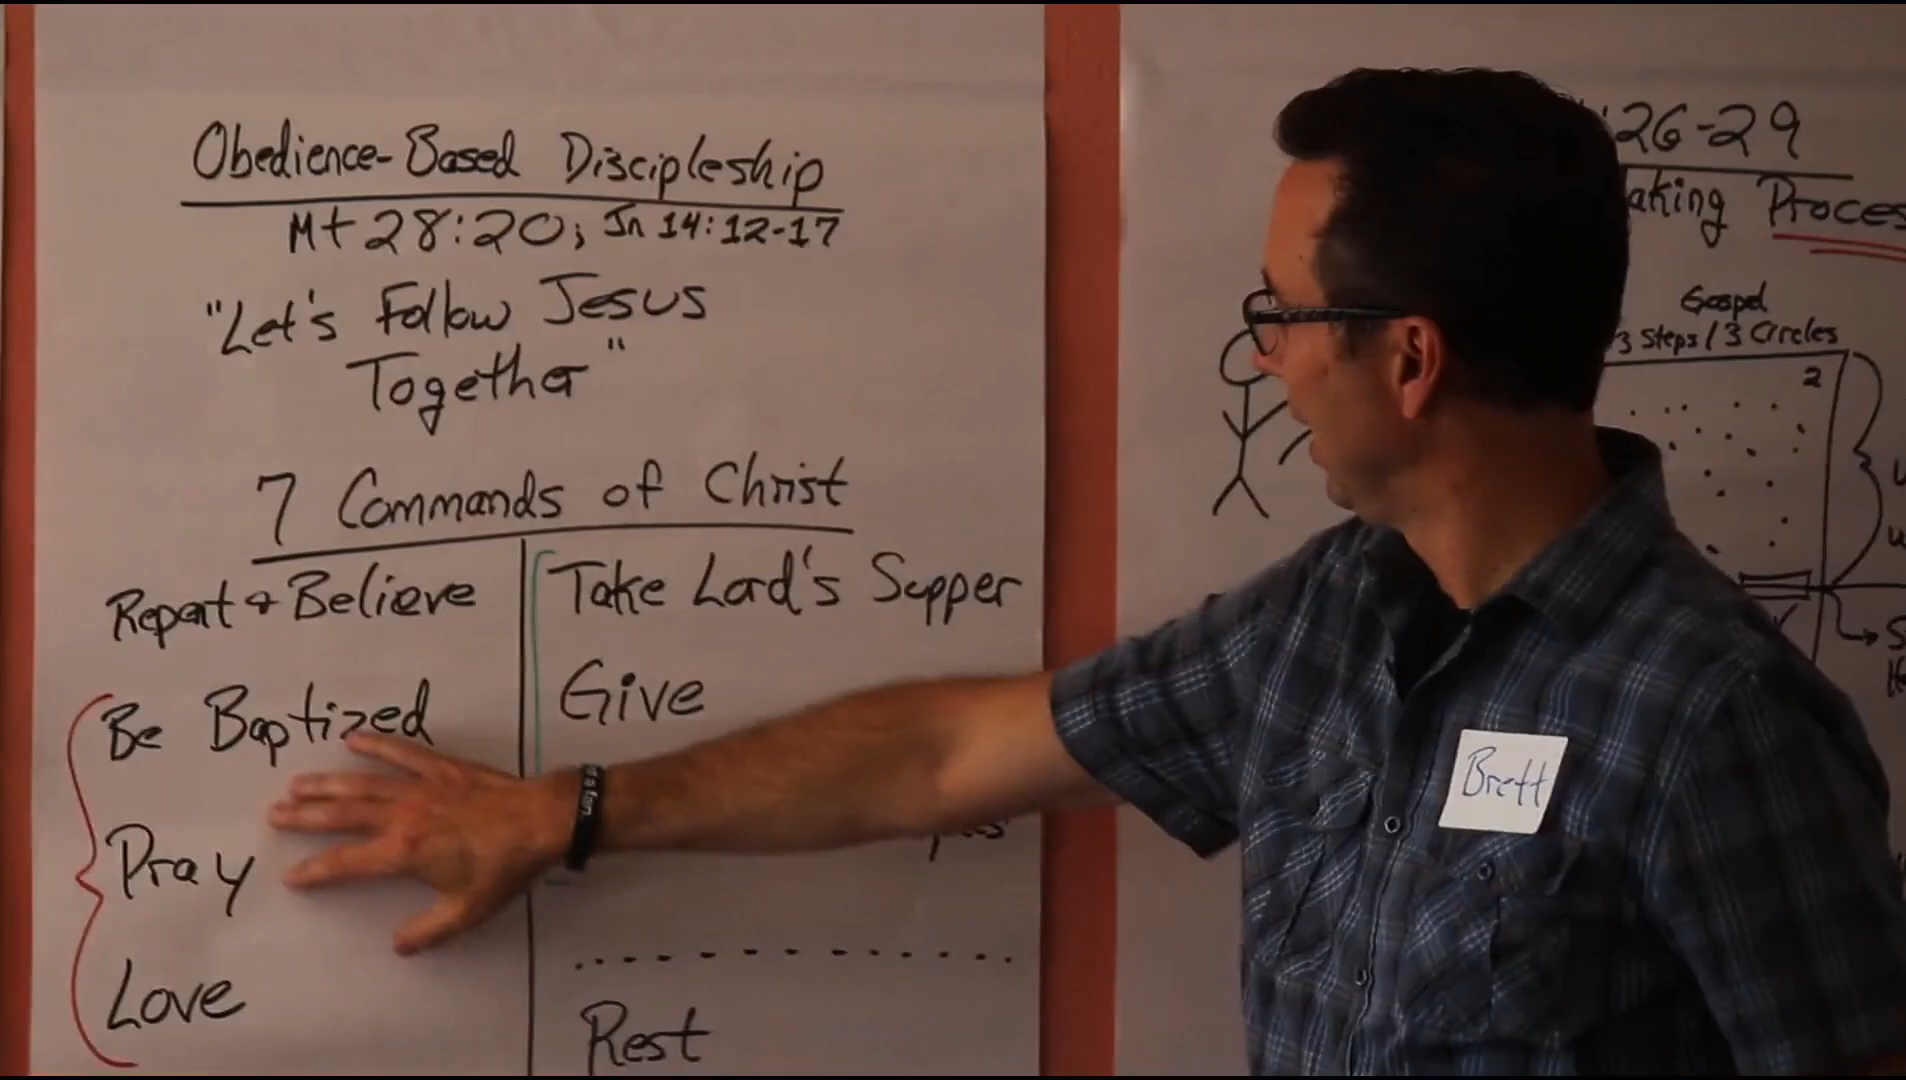 Obedience-Based Discipleship
Mt 28:20; Jn 14:12-17
"Let's Follow Jesus
Together"
7 Commands of Christ
Repent & Believe
Be Baptized
Pray
Love
Take Lord's Supper
Give
Rest
:26-29
aking Proces
Gospel
3 Steps / 3 Circles
2
Brett